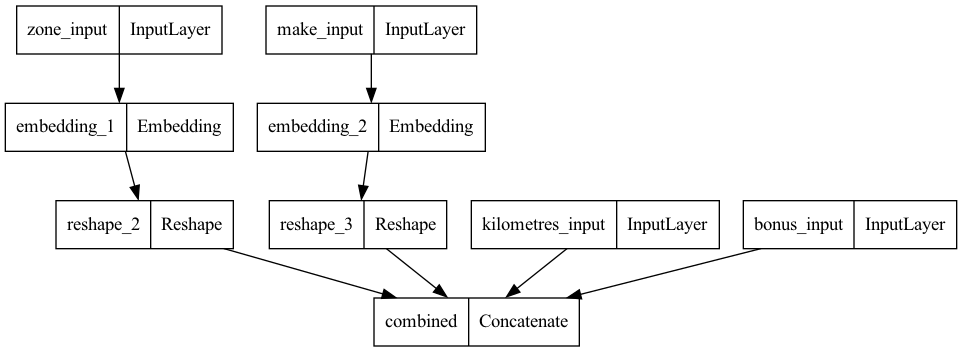 zone_input InputLayer make_input InputLayer
embedding_1 Embedding embedding_2 Embedding
reshape_2 Reshape reshape_3 Reshape kilometres_input InputLayer bonus_input InputLayer
combined Concatenate